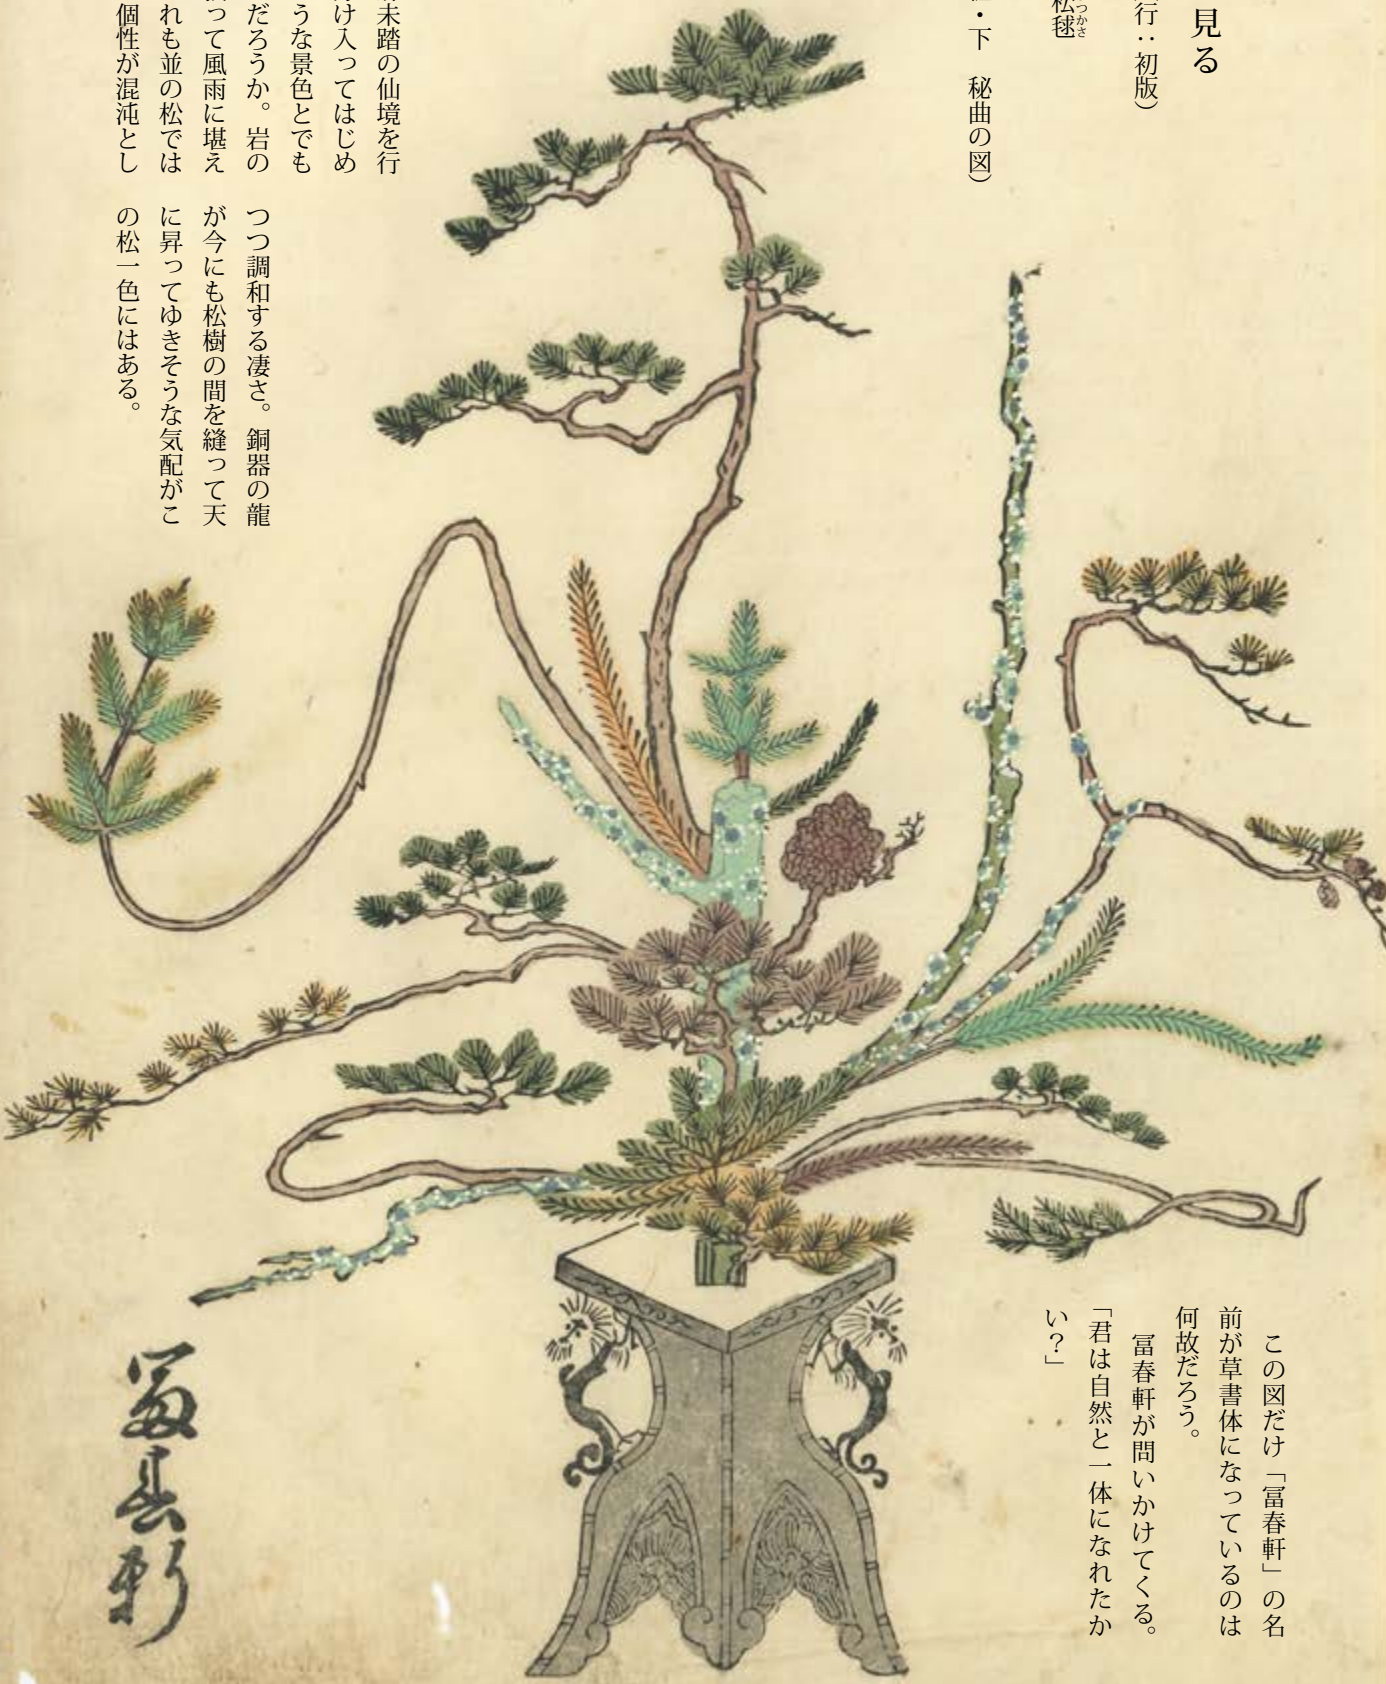 見る
行：初版）
松毬
つかさ
・下　秘曲の図）
未踏の仙境を行
け入ってはじめ
うな景色とでも
だろうか。岩の
って風雨に堪え
れも並の松では
個性が混沌とし
つつ調和する凄さ。銅器の龍
が今にも松樹の間を縫って天
に昇ってゆきそうな気配がこ
の松一色にはある。
この図だけ「冨春軒」の名
前が草書体になっているのは
何故だろう。
冨春軒が問いかけてくる。
「君は自然と一体になれたか
い？」
冨春軒